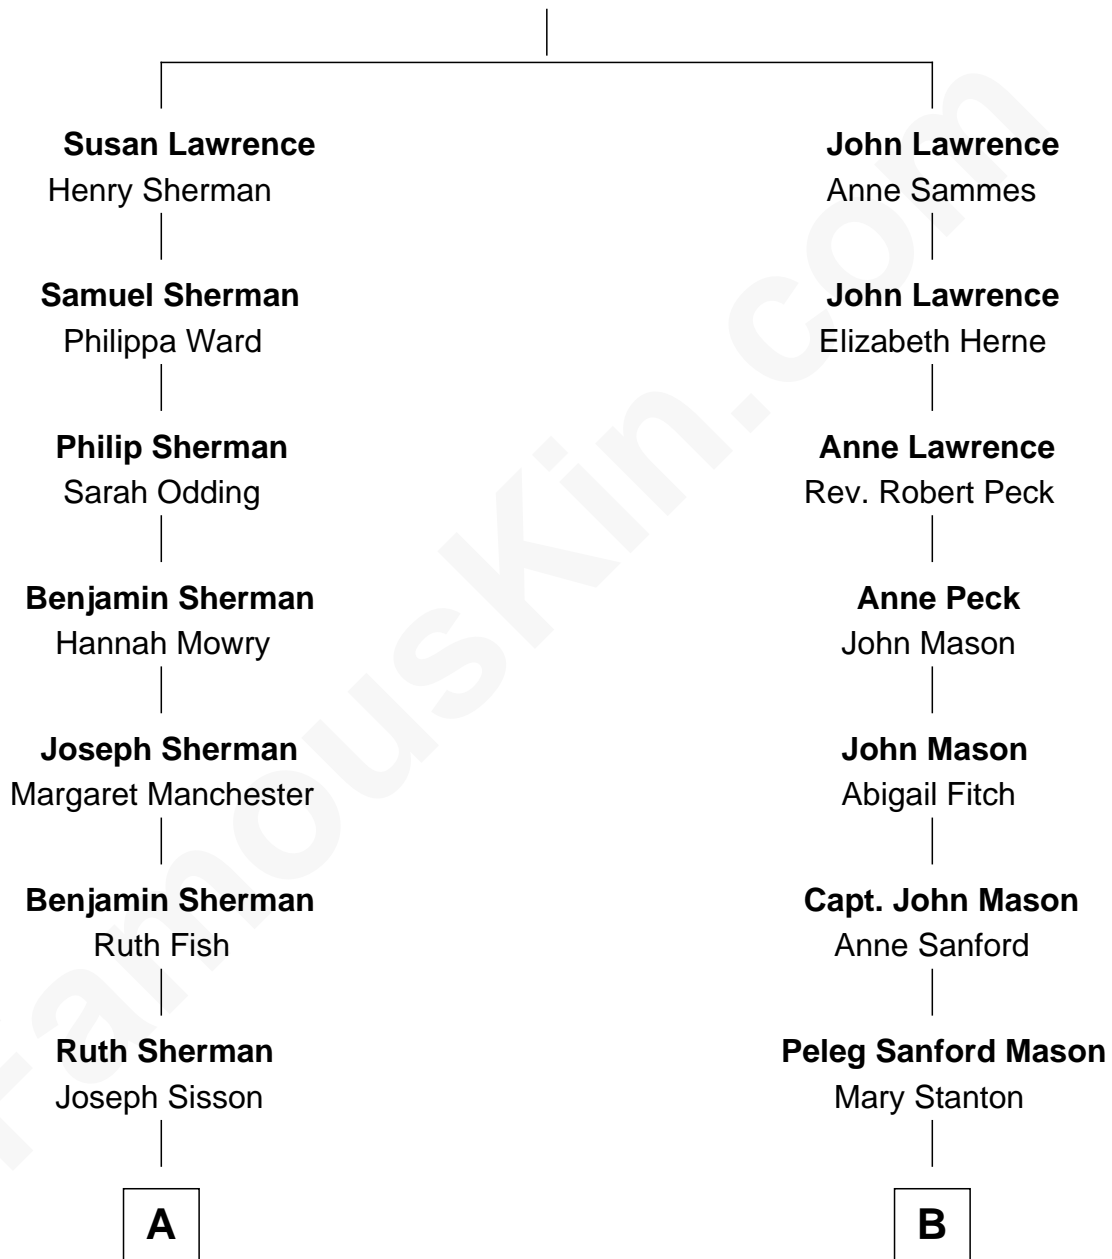 Susan Lawrence
Henry Sherman
John Lawrence
Anne Sammes
Samuel Sherman
Philippa Ward
John Lawrence
Elizabeth Herne
Philip Sherman
Sarah Odding
Anne Lawrence
Rev. Robert Peck
Benjamin Sherman
Hannah Mowry
Anne Peck
John Mason
Joseph Sherman
Margaret Manchester
John Mason
Abigail Fitch
Benjamin Sherman
Ruth Fish
Capt. John Mason
Anne Sanford
Ruth Sherman
Joseph Sisson
Peleg Sanford Mason
Mary Stanton
A
B
FamousKin.com